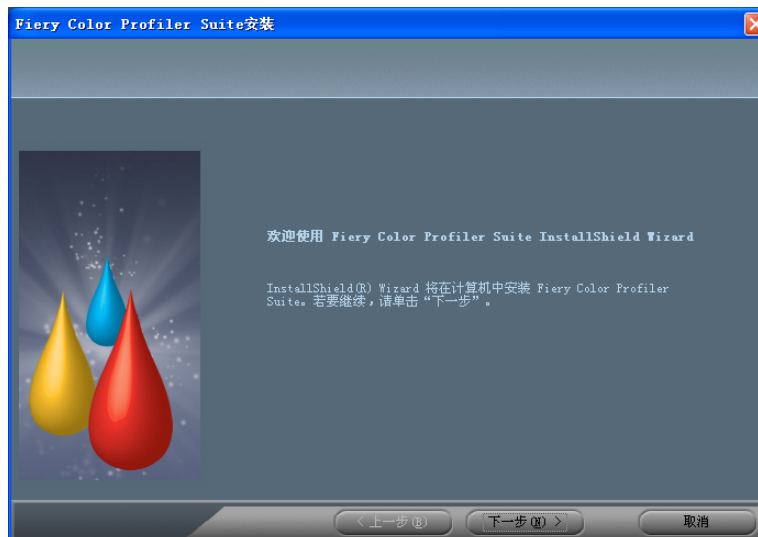 Fiery Color Profiler Suite安装
欢迎使用 Fiery Color Profiler Suite InstallShield Wizard
InstallShield(R) Wizard 将在计算机中安装 Fiery Color Profiler
Suite。若要继续，请单击“下一步”。
< 上一步(B)
下一步(N) >
取消